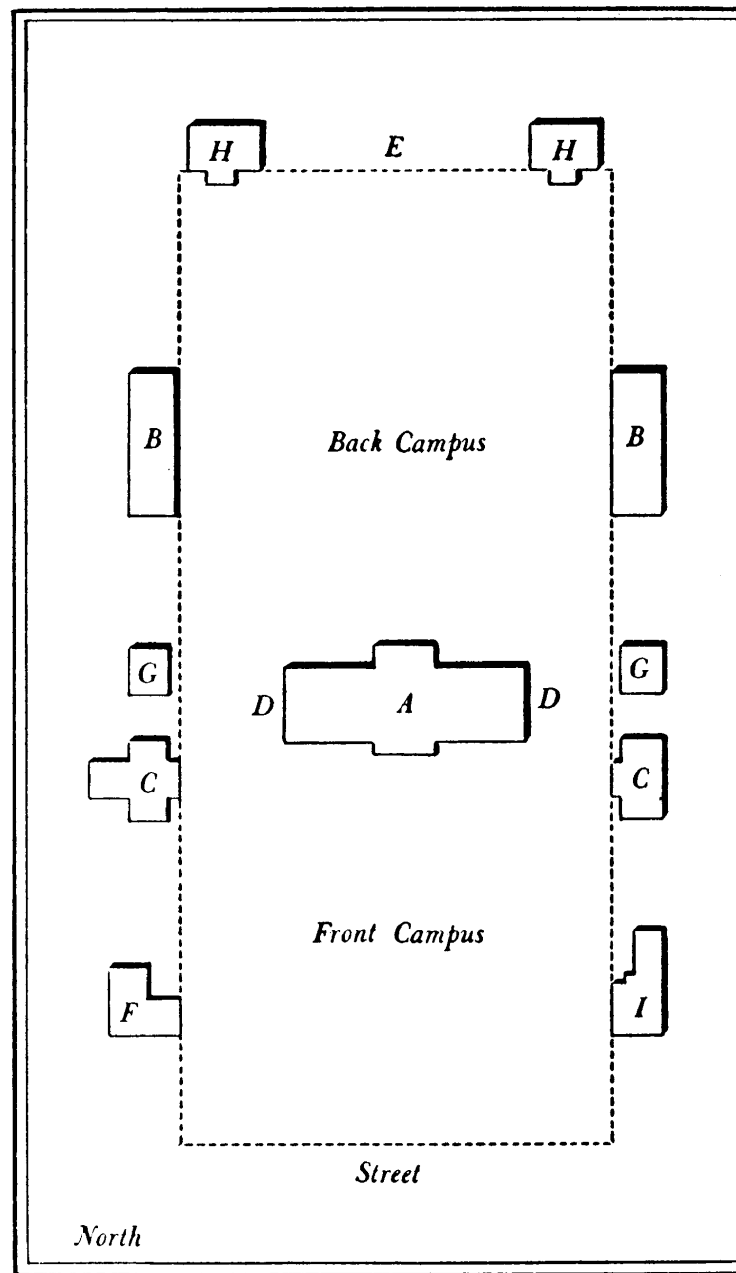 H E H
B Back Campus B
G G
D A D
C C
Front Campus
F I
Street
North